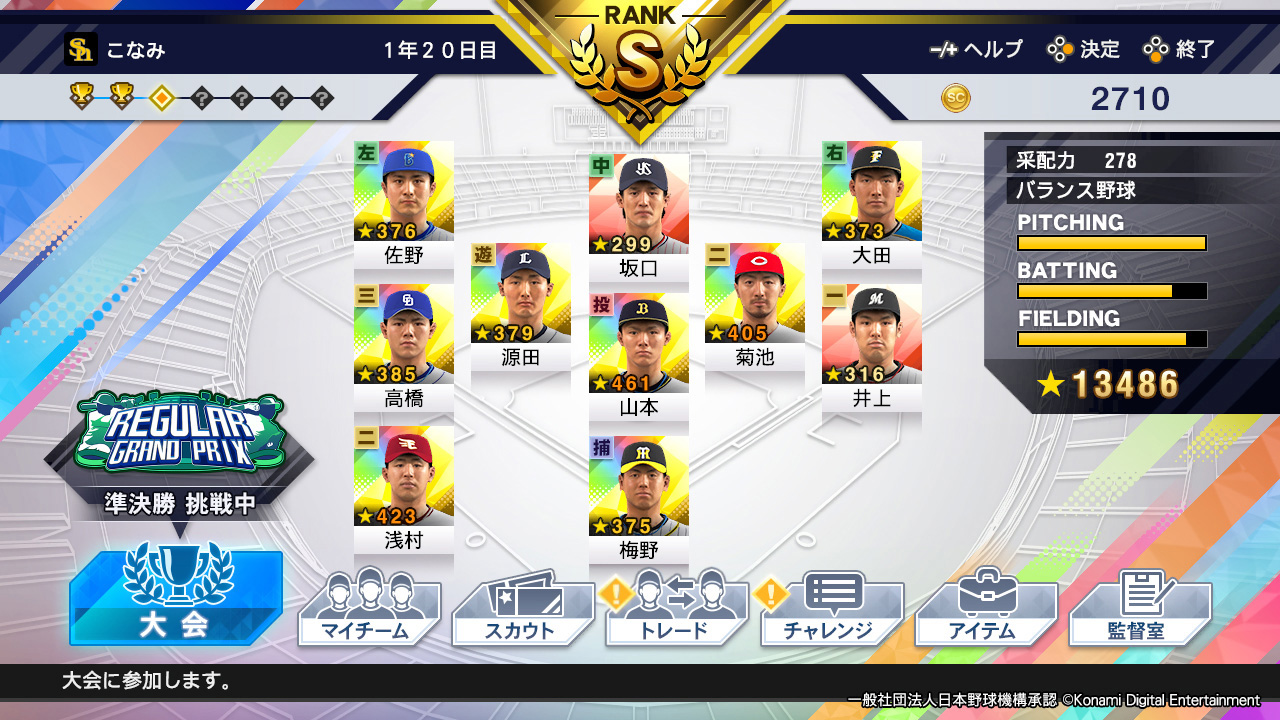 RANK
S
こなみ
1年20日目
-/+ ヘルプ
決定
終了
? ? ? ?
SC
2710
采配力 278
バランス野球
PITCHING
BATTING
FIELDING
★13486
左
★376
佐野
中
★299
坂口
右
★373
大田
遊
★379
源田
二
★405
菊池
三
★385
高橋
投
★461
山本
一
★316
井上
二
★423
浅村
捕
★375
梅野
REGULAR
GRAND PRIX
準決勝 挑戦中
大会
マイチーム
スカウト
!
トレード
!
チャレンジ
アイテム
監督室
大会に参加します。
一般社団法人日本野球機構承認 ©Konami Digital Entertainment